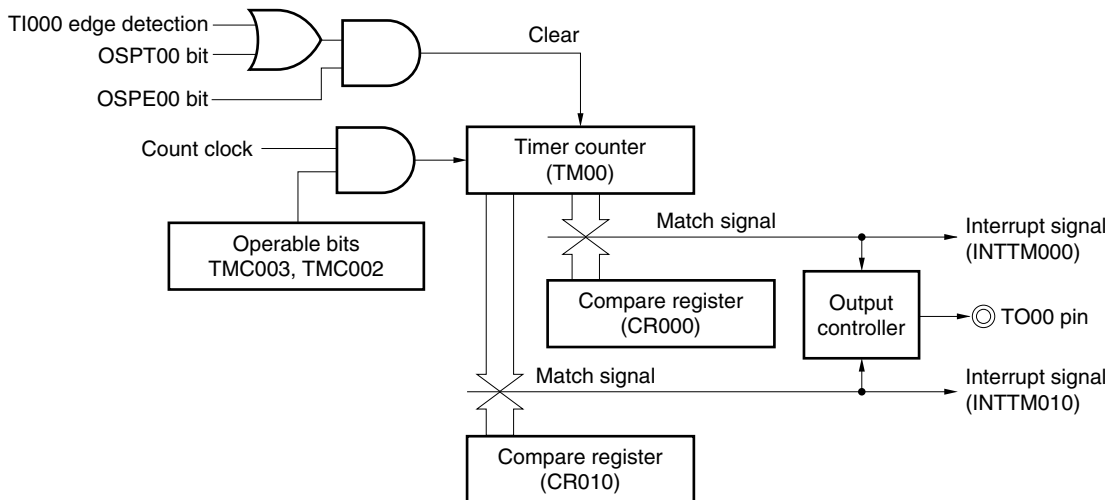 TI000 edge detection
OSPT00 bit
OSPE00 bit
Clear
Count clock
Timer counter
(TM00)
Operable bits
TMC003, TMC002
Match signal
Interrupt signal
(INTTM000)
Compare register
(CR000)
Output
controller
TO00 pin
Match signal
Interrupt signal
(INTTM010)
Compare register
(CR010)